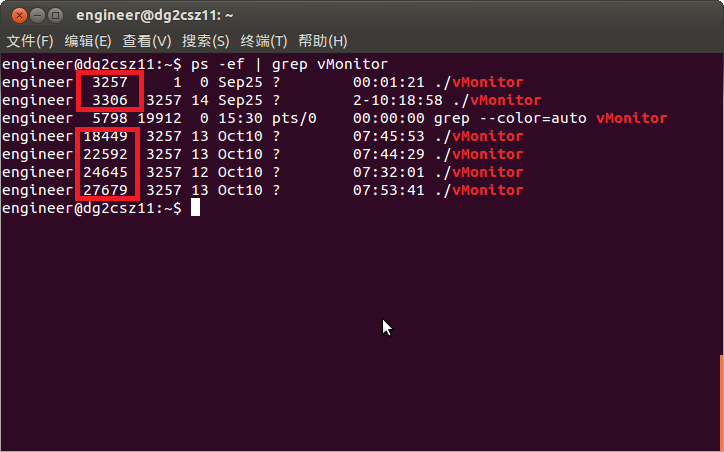 engineer@dg2csz11: ~
文件(F) 编辑(E) 查看(V) 搜索(S) 终端(T) 帮助(H)
engineer@dg2csz11:~$ ps -ef | grep vMonitor
engineer  3257     1  0 Sep25 ?        00:01:21 ./vMonitor
engineer  3306  3257 14 Sep25 ?        2-10:18:58 ./vMonitor
engineer  5798 19912  0 15:30 pts/0    00:00:00 grep --color=auto vMonitor
engineer 18449  3257 13 Oct10 ?        07:45:53 ./vMonitor
engineer 22592  3257 13 Oct10 ?        07:44:29 ./vMonitor
engineer 24645  3257 12 Oct10 ?        07:32:01 ./vMonitor
engineer 27679  3257 13 Oct10 ?        07:53:41 ./vMonitor
engineer@dg2csz11:~$